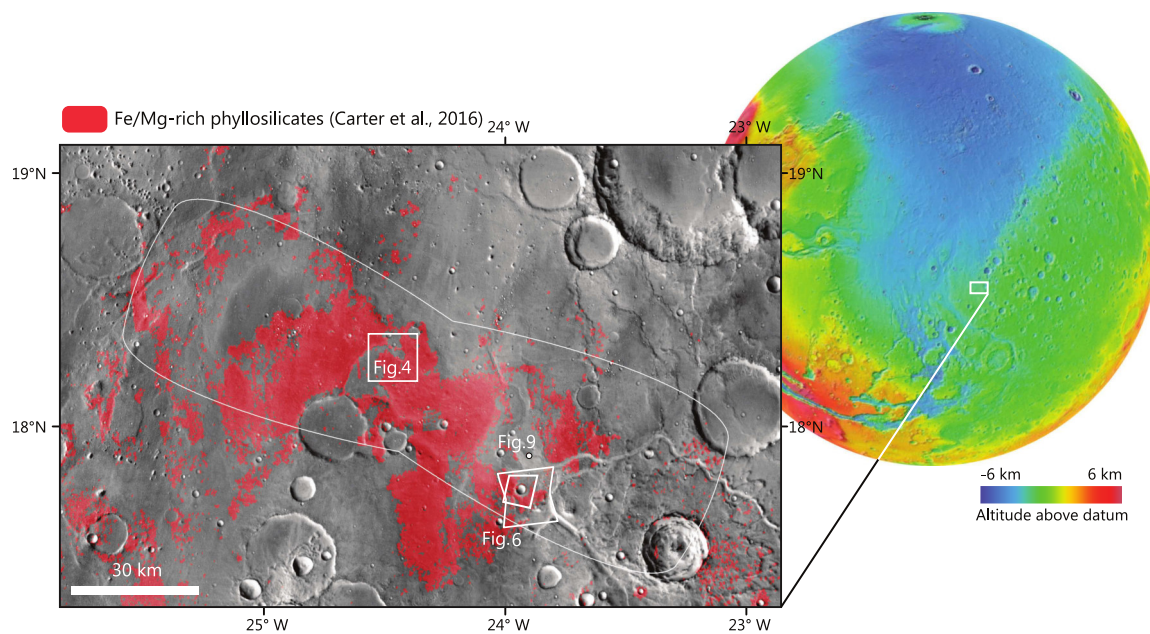 Fe/Mg-rich phyllosilicates (Carter et al., 2016)
24° W
23° W
19°N
19°N
Fig.4
18°N
18°N
Fig.9
Fig.6
30 km
25° W
24° W
23° W
-6 km
6 km
Altitude above datum